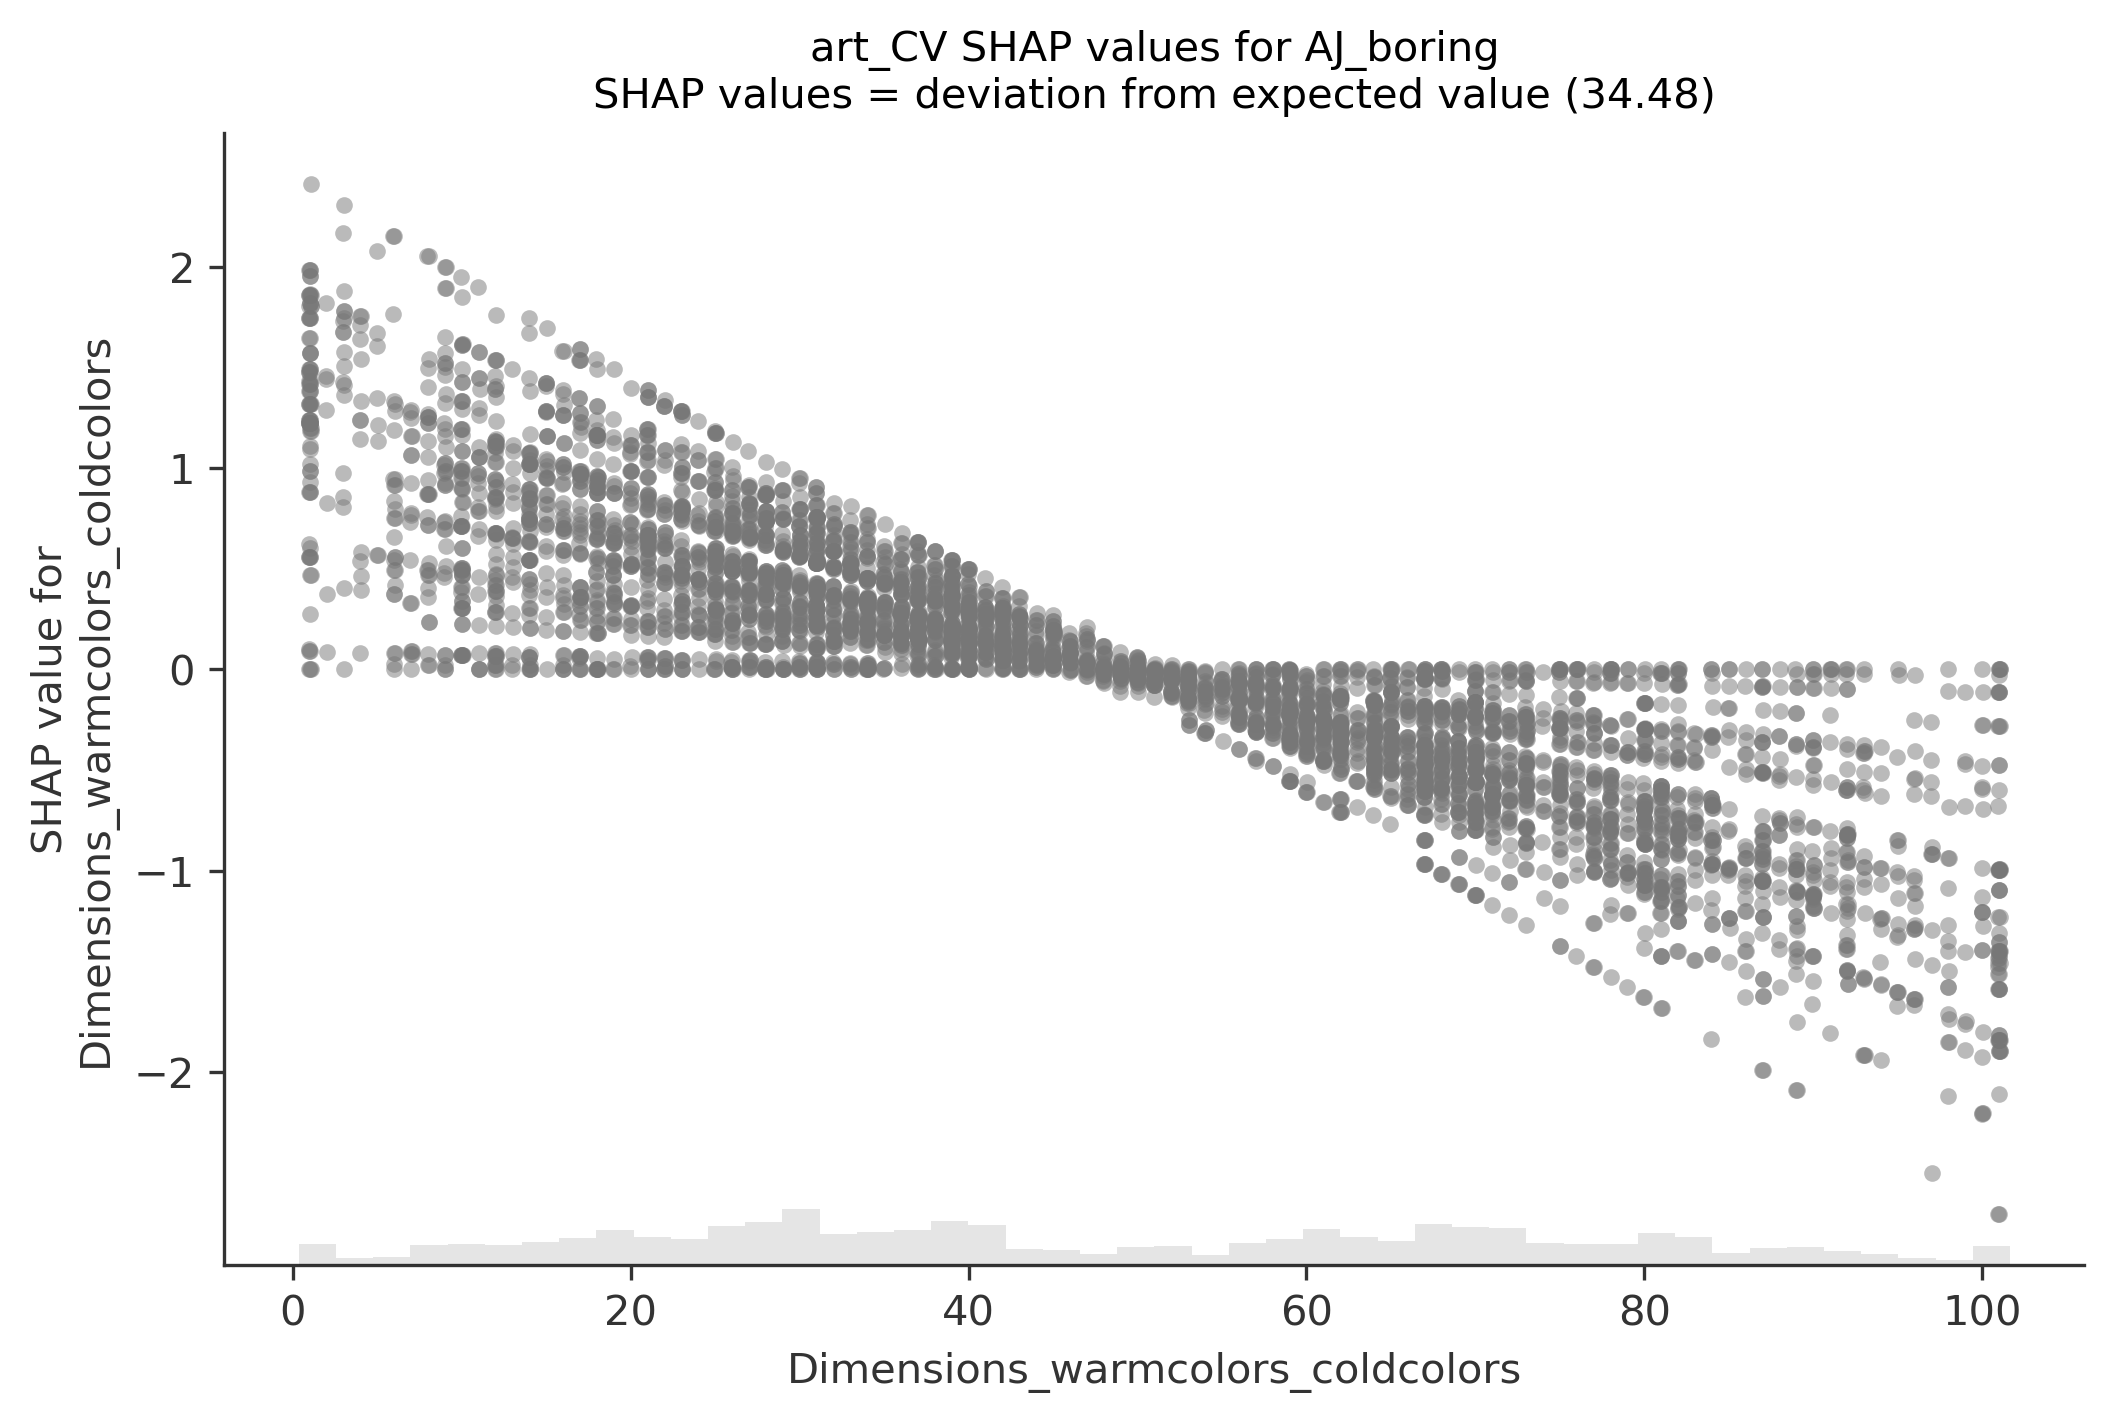 art_CV SHAP values for AJ_boring
SHAP values = deviation from expected value (34.48)
SHAP value for
Dimensions_warmcolors_coldcolors
2
1
0
−1
−2
0
20
40
60
80
100
Dimensions_warmcolors_coldcolors